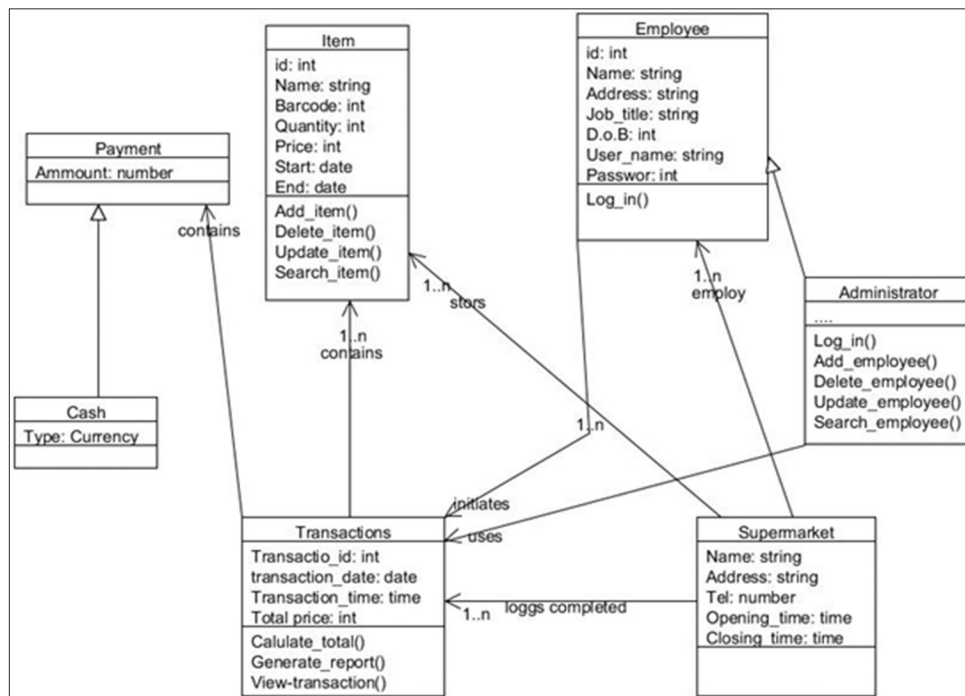 Item
id: int
Name: string
Barcode: int
Quantity: int
Price: int
Start: date
End: date
Add_item()
Delete_item()
Update_item()
Search_item()
Employee
id: int
Name: string
Address: string
Job_title: string
D.o.B: int
User_name: string
Passwor: int
Log_in()
Payment
Ammount: number
contains
1..n
stors
1..n
employ
Administrator
....
Log_in()
Add_employee()
Delete_employee()
Update_employee()
Search_employee()
1..n
contains
Cash
Type: Currency
1..n
initiates
uses
Transactions
Transactio_id: int
transaction_date: date
Transaction_time: time
Total price: int
Calulate_total()
Generate_report()
View-transaction()
loggs completed
1..n
Supermarket
Name: string
Address: string
Tel: number
Opening_time: time
Closing_time: time